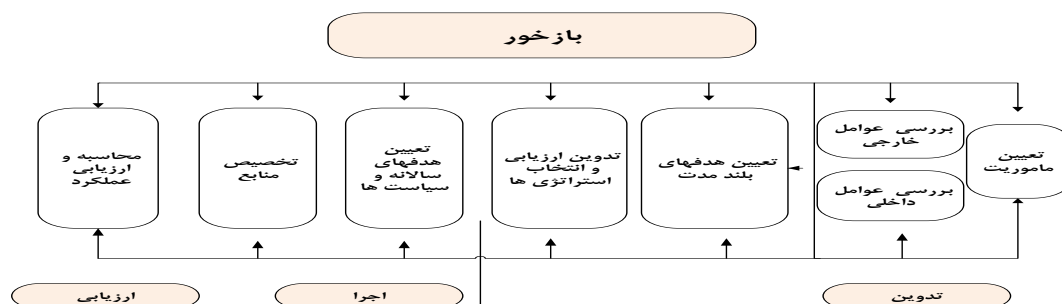 بازخور
تعیین
ماموریت
بررسی عوامل
خارجی
بررسی عوامل
داخلی
تعیین هدفهای
بلند مدت
تدوین ارزیابی
و انتخاب
استراتژی ها
تعیین
هدفهای
سالانه و
سیاست ها
تخصیص
منابع
محاسبه و
ارزیابی
عملکرد
تدوین
اجرا
ارزیابی